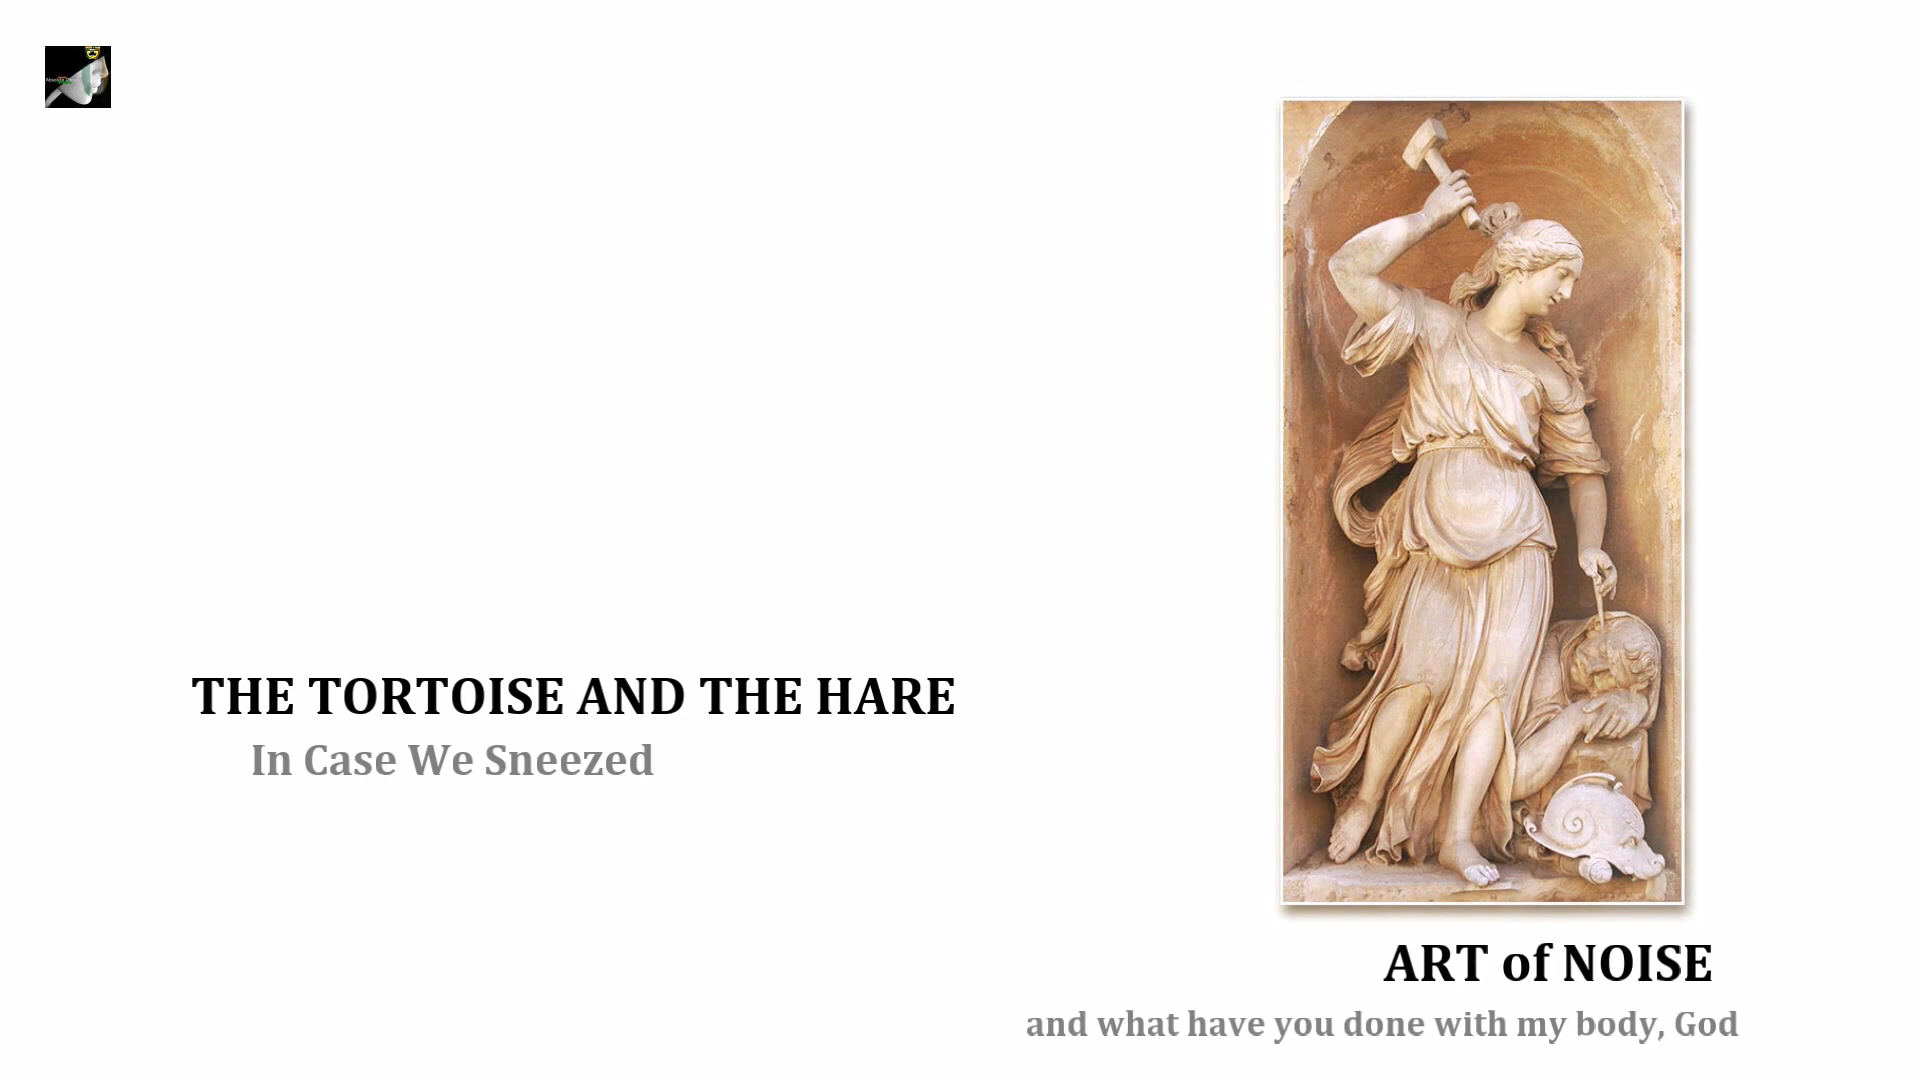 THE TORTOISE AND THE HARE
In Case We Sneezed
ART of NOISE
and what have you done with my body, God